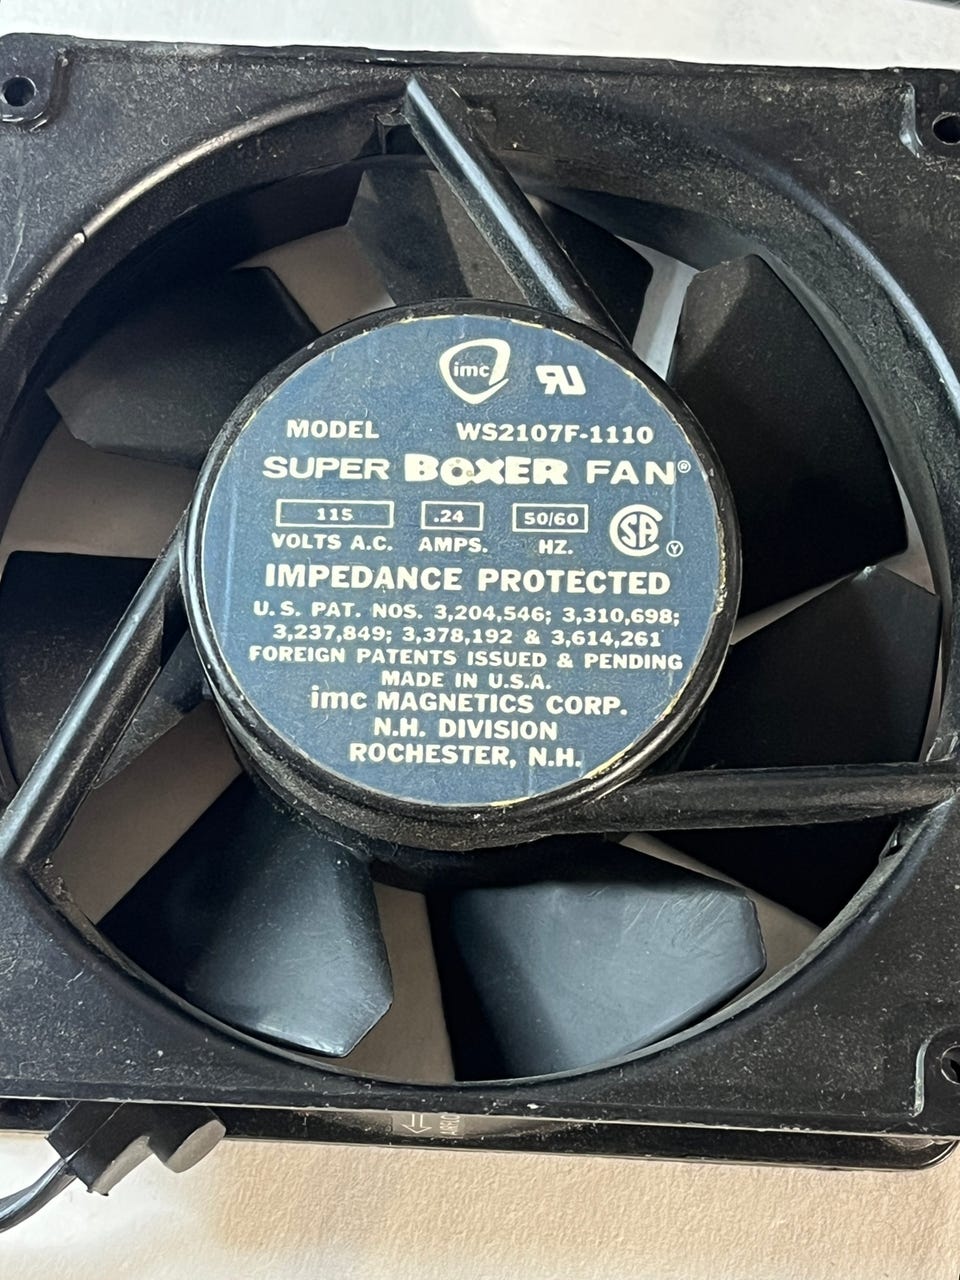 imc
MODEL WS2107F-1110
SUPER BOXER FAN®
115 .24 50/60
VOLTS A.C. AMPS. HZ.
IMPEDANCE PROTECTED
U.S. PAT. NOS. 3,204,546; 3,310,698;
3,237,849; 3,378,192 & 3,614,261
FOREIGN PATENTS ISSUED & PENDING
MADE IN U.S.A.
imc MAGNETICS CORP.
N.H. DIVISION
ROCHESTER, N.H.